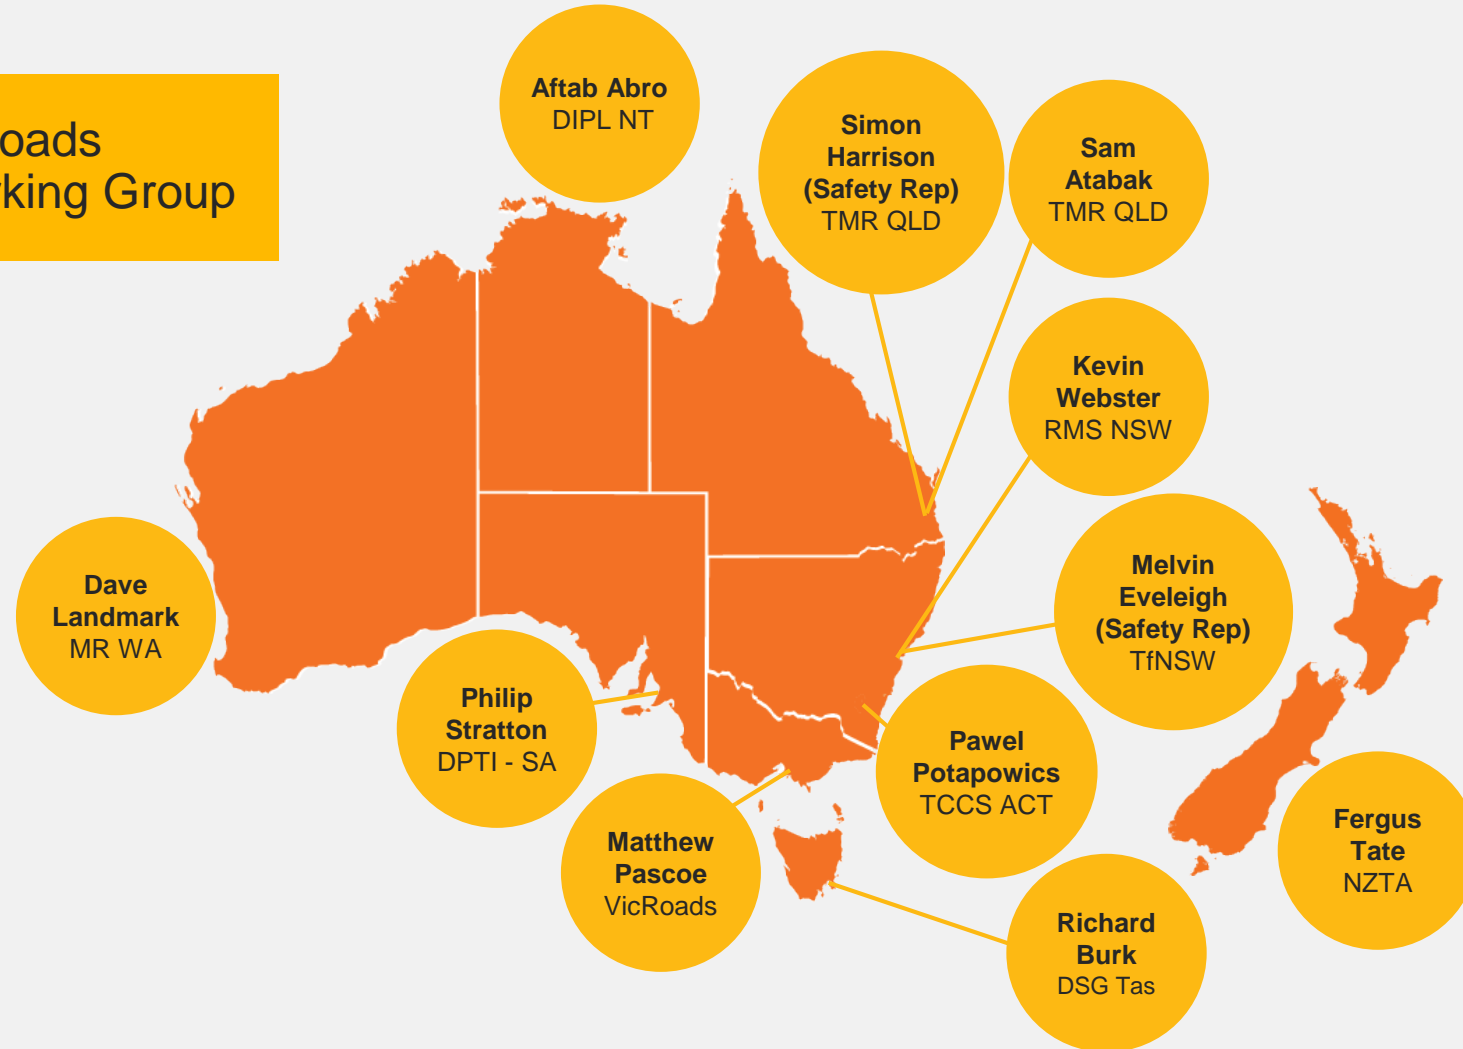 oads
king Group
Aftab Abro
DIPL NT
Simon
Harrison
(Safety Rep)
TMR QLD
Sam
Atabak
TMR QLD
Kevin
Webster
RMS NSW
Dave
Landmark
MR WA
Melvin
Eveleigh
(Safety Rep)
TfNSW
Philip
Stratton
DPTI - SA
Pawel
Potapowics
TCCS ACT
Matthew
Pascoe
VicRoads
Fergus
Tate
NZTA
Richard
Burk
DSG Tas